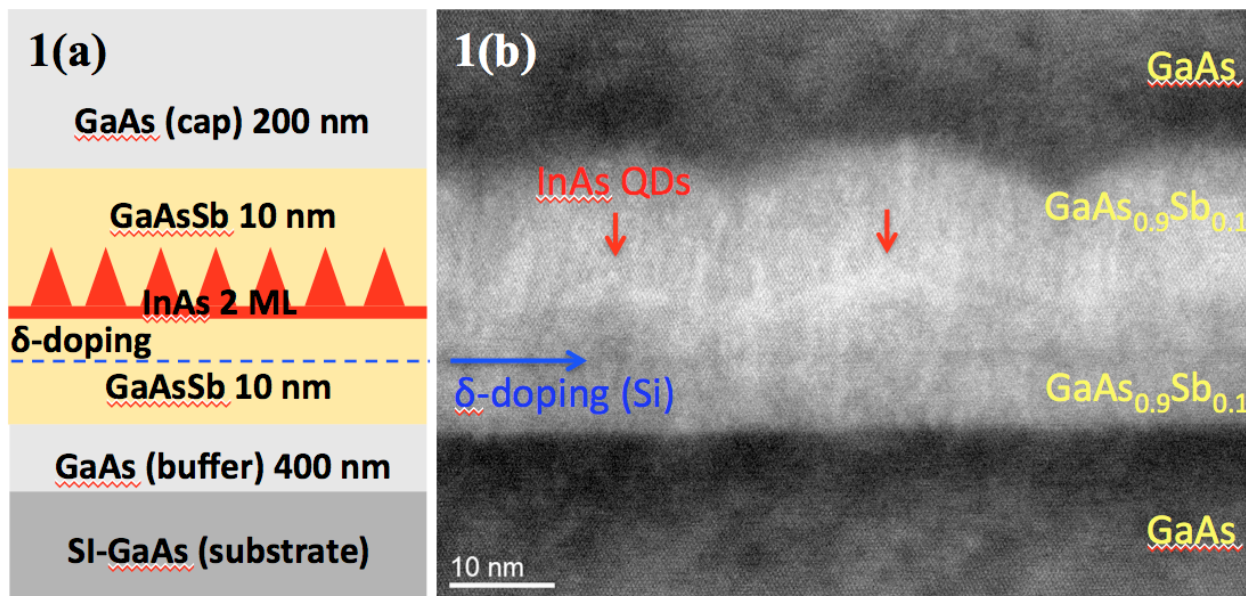 1(a)
GaAs (cap) 200 nm
GaAsSb 10 nm
InAs 2 ML
δ-doping
GaAsSb 10 nm
GaAs (buffer) 400 nm
SI-GaAs (substrate)
1(b)
GaAs
InAs QDs
GaAs0.9Sb0.1
δ-doping (Si)
GaAs0.9Sb0.1
GaAs
10 nm